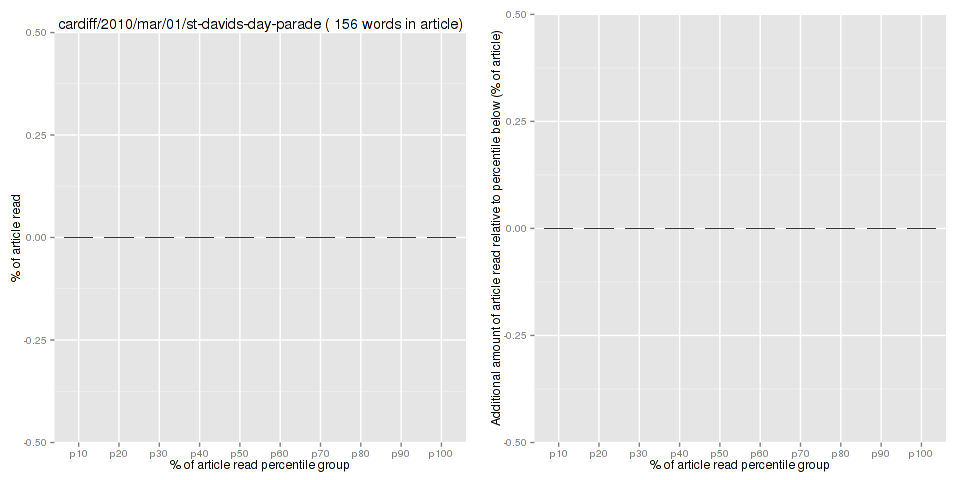 cardiff/2010/mar/01/st-davids-day-parade ( 156 words in article)
0.50
0.25
0.00
-0.25
-0.50
% of article read
p10 p20 p30 p40 p50 p60 p70 p80 p90 p100
% of article read percentile group
0.50
0.25
0.00
-0.25
-0.50
Additional amount of article read relative to percentile below (% of article)
p10 p20 p30 p40 p50 p60 p70 p80 p90 p100
% of article read percentile group